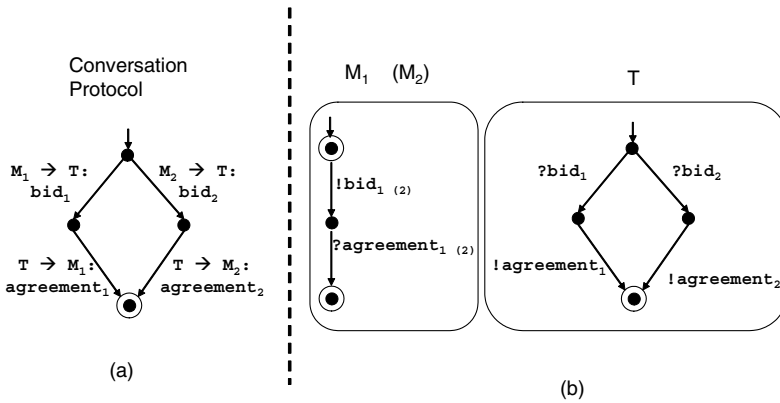 Conversation
Protocol
M₁ → T:
bid₁
M₂ → T:
bid₂
T → M₁:
agreement₁
T → M₂:
agreement₂
(a)
M₁ (M₂)
!bid₁ ₍₂₎
?agreement₁ ₍₂₎
T
?bid₁
?bid₂
!agreement₁
!agreement₂
(b)